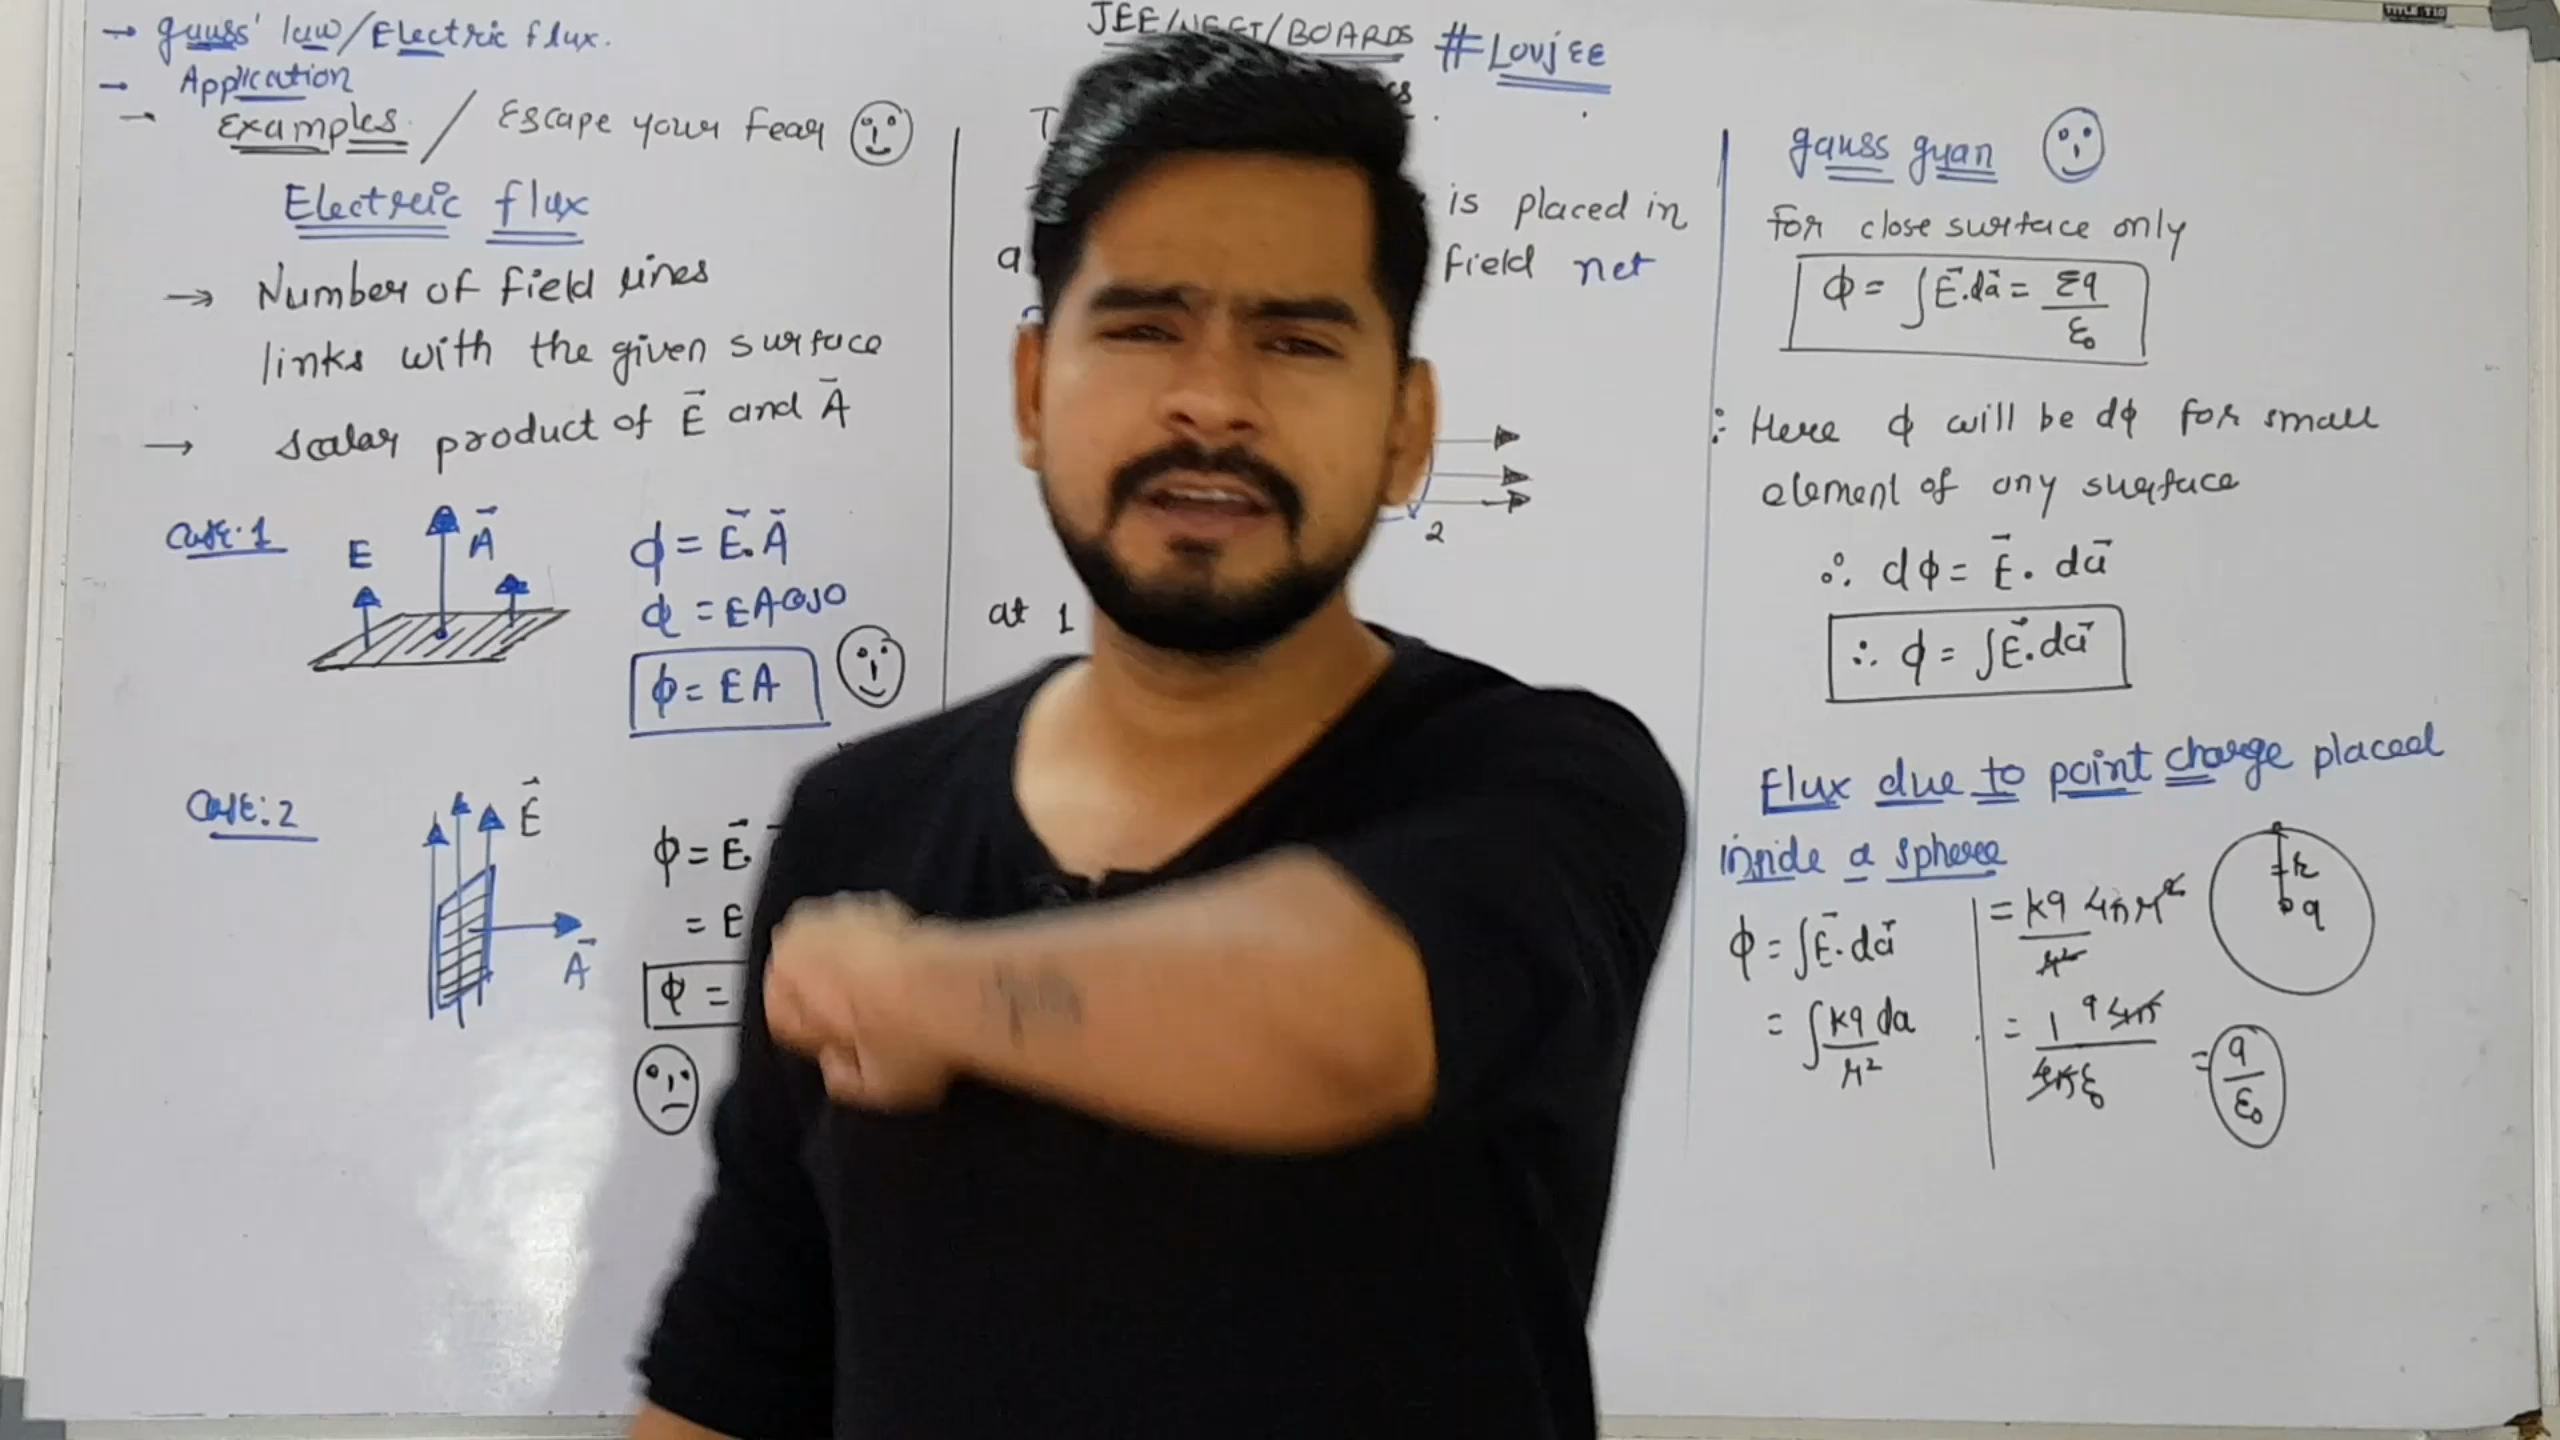 → gauss' law/Electric flux.
→ Application
→ Examples / Escape your Fear
Electric flux
→ Number of field lines
links with the given surface
→ scalar product of E⃗ and A⃗
Case:1
E A⃗
ϕ = E⃗.A⃗
ϕ = EA cos0
ϕ = EA
Case:2
E⃗
A⃗
ϕ = E⃗.
= E
ϕ =
JEE/NEET/BOARDS #LovjEE
is placed in
field net
2
at 1
gauss gyan
For close surface only
ϕ = ∫E⃗.da⃗ = Σq/ε₀
: Here ϕ will be dϕ for small
element of any surface
∴ dϕ = E⃗. da⃗
∴ ϕ = ∫E⃗.da⃗
Flux due to point charge placed
inside a sphere
r
q
ϕ = ∫E⃗.da⃗
= ∫kq/r² da
= kq/r² 4πr²
= 1/4πε₀ q 4π = q/ε₀